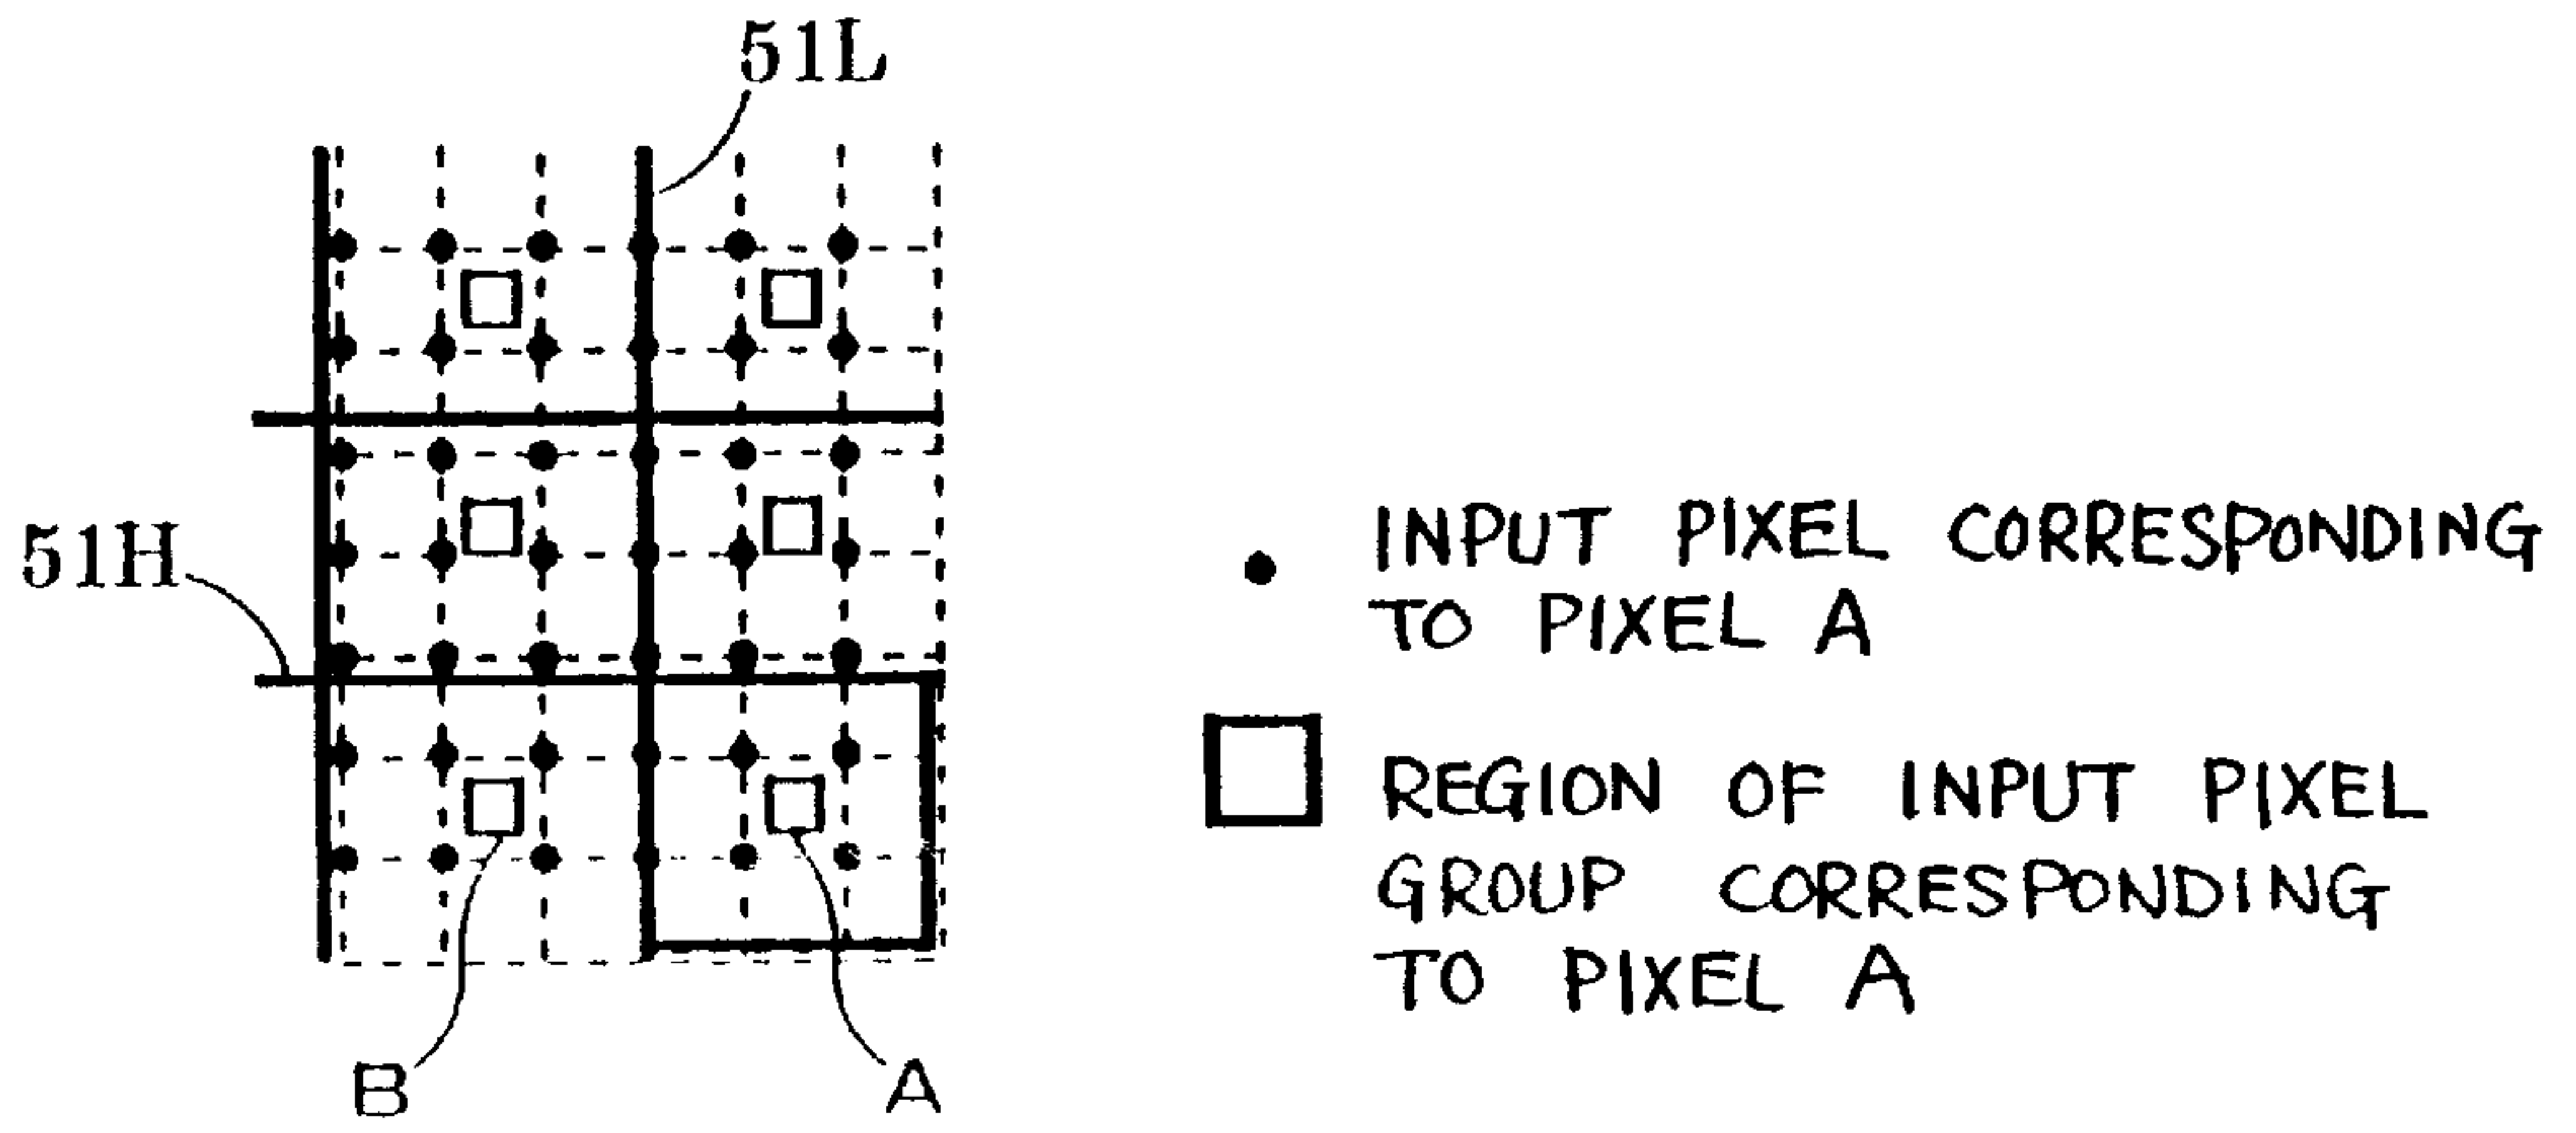 51L
51H
INPUT PIXEL CORRESPONDING
TO PIXEL A
REGION OF INPUT PIXEL
GROUP CORRESPONDING
TO PIXEL A
B
A